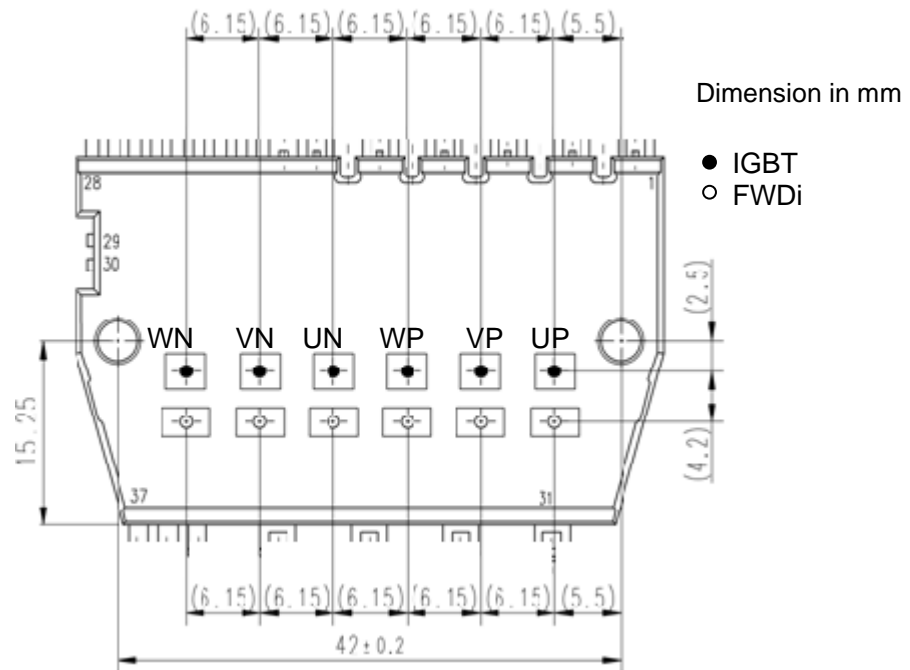 (6.15) (6.15) (6.15) (6.15) (6.15) (5.5)
Dimension in mm
IGBT
FWDi
28 1
29
30
(2.5)
WN VN UN WP VP UP
15.25
(4.2)
37 31
(6.15) (6.15) (6.15) (6.15) (6.15) (5.5)
42±0.2